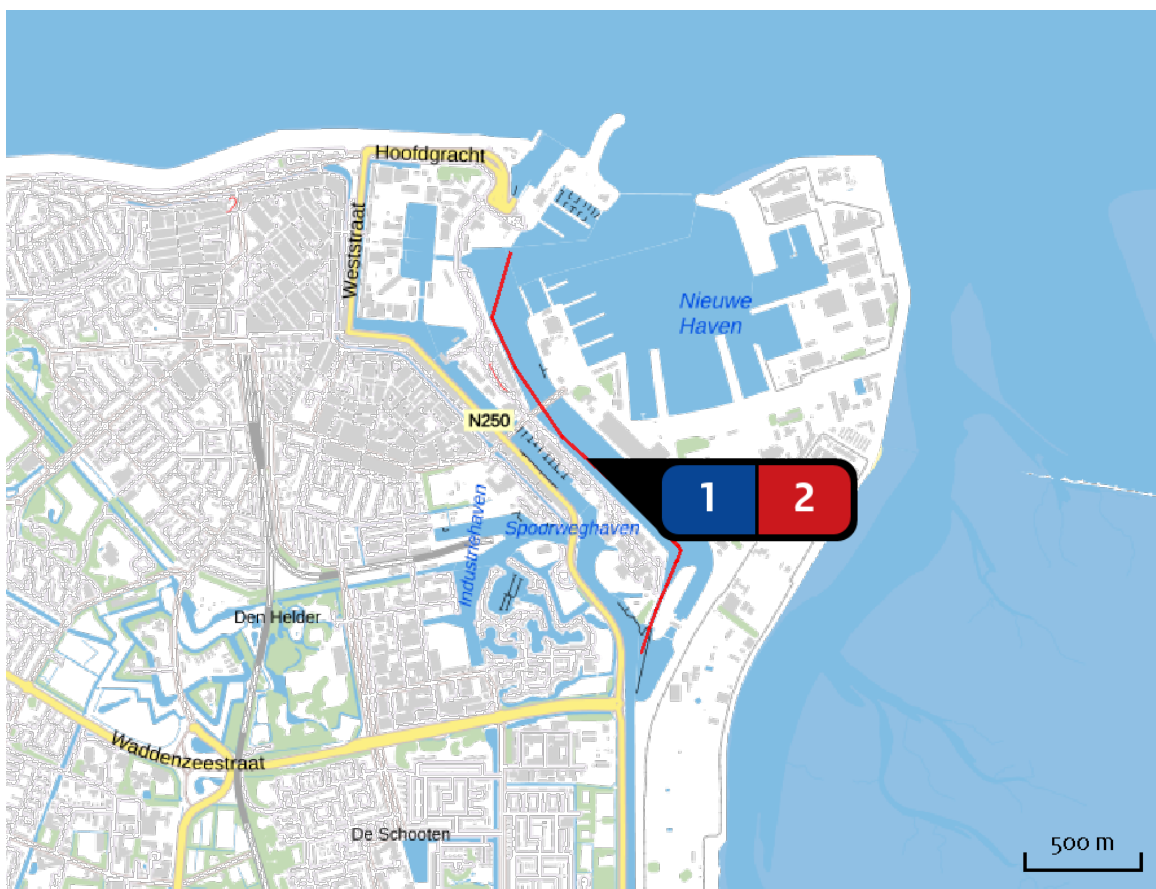 Hoofdgracht
Weststraat
Nieuwe
Haven
N250
1 2
Industriehaven
Spoorweghaven
Den Helder
Waddenzeestraat
De Schooten
500 m